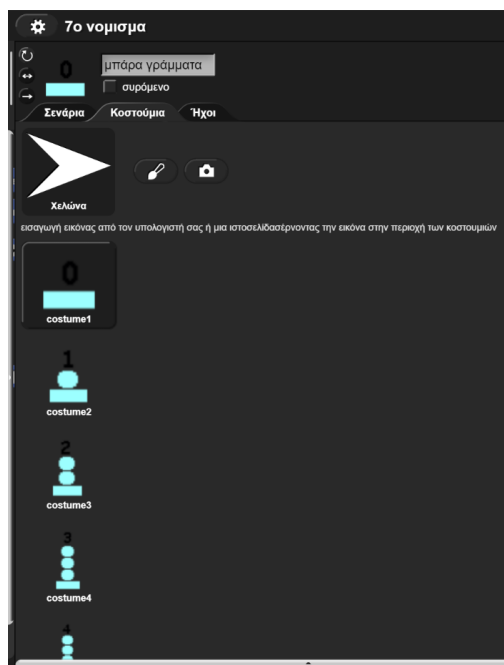 7ο νομισμα
0
μπάρα γράμματα
συρόμενο
Σενάρια Κοστούμια Ήχοι
Χελώνα
εισαγωγή εικόνας από τον υπολογιστή σας ή μια ιστοσελίδασέρνοντας την εικόνα στην περιοχή των κοστουμιών
0
costume1
1
costume2
2
costume3
3
costume4
4